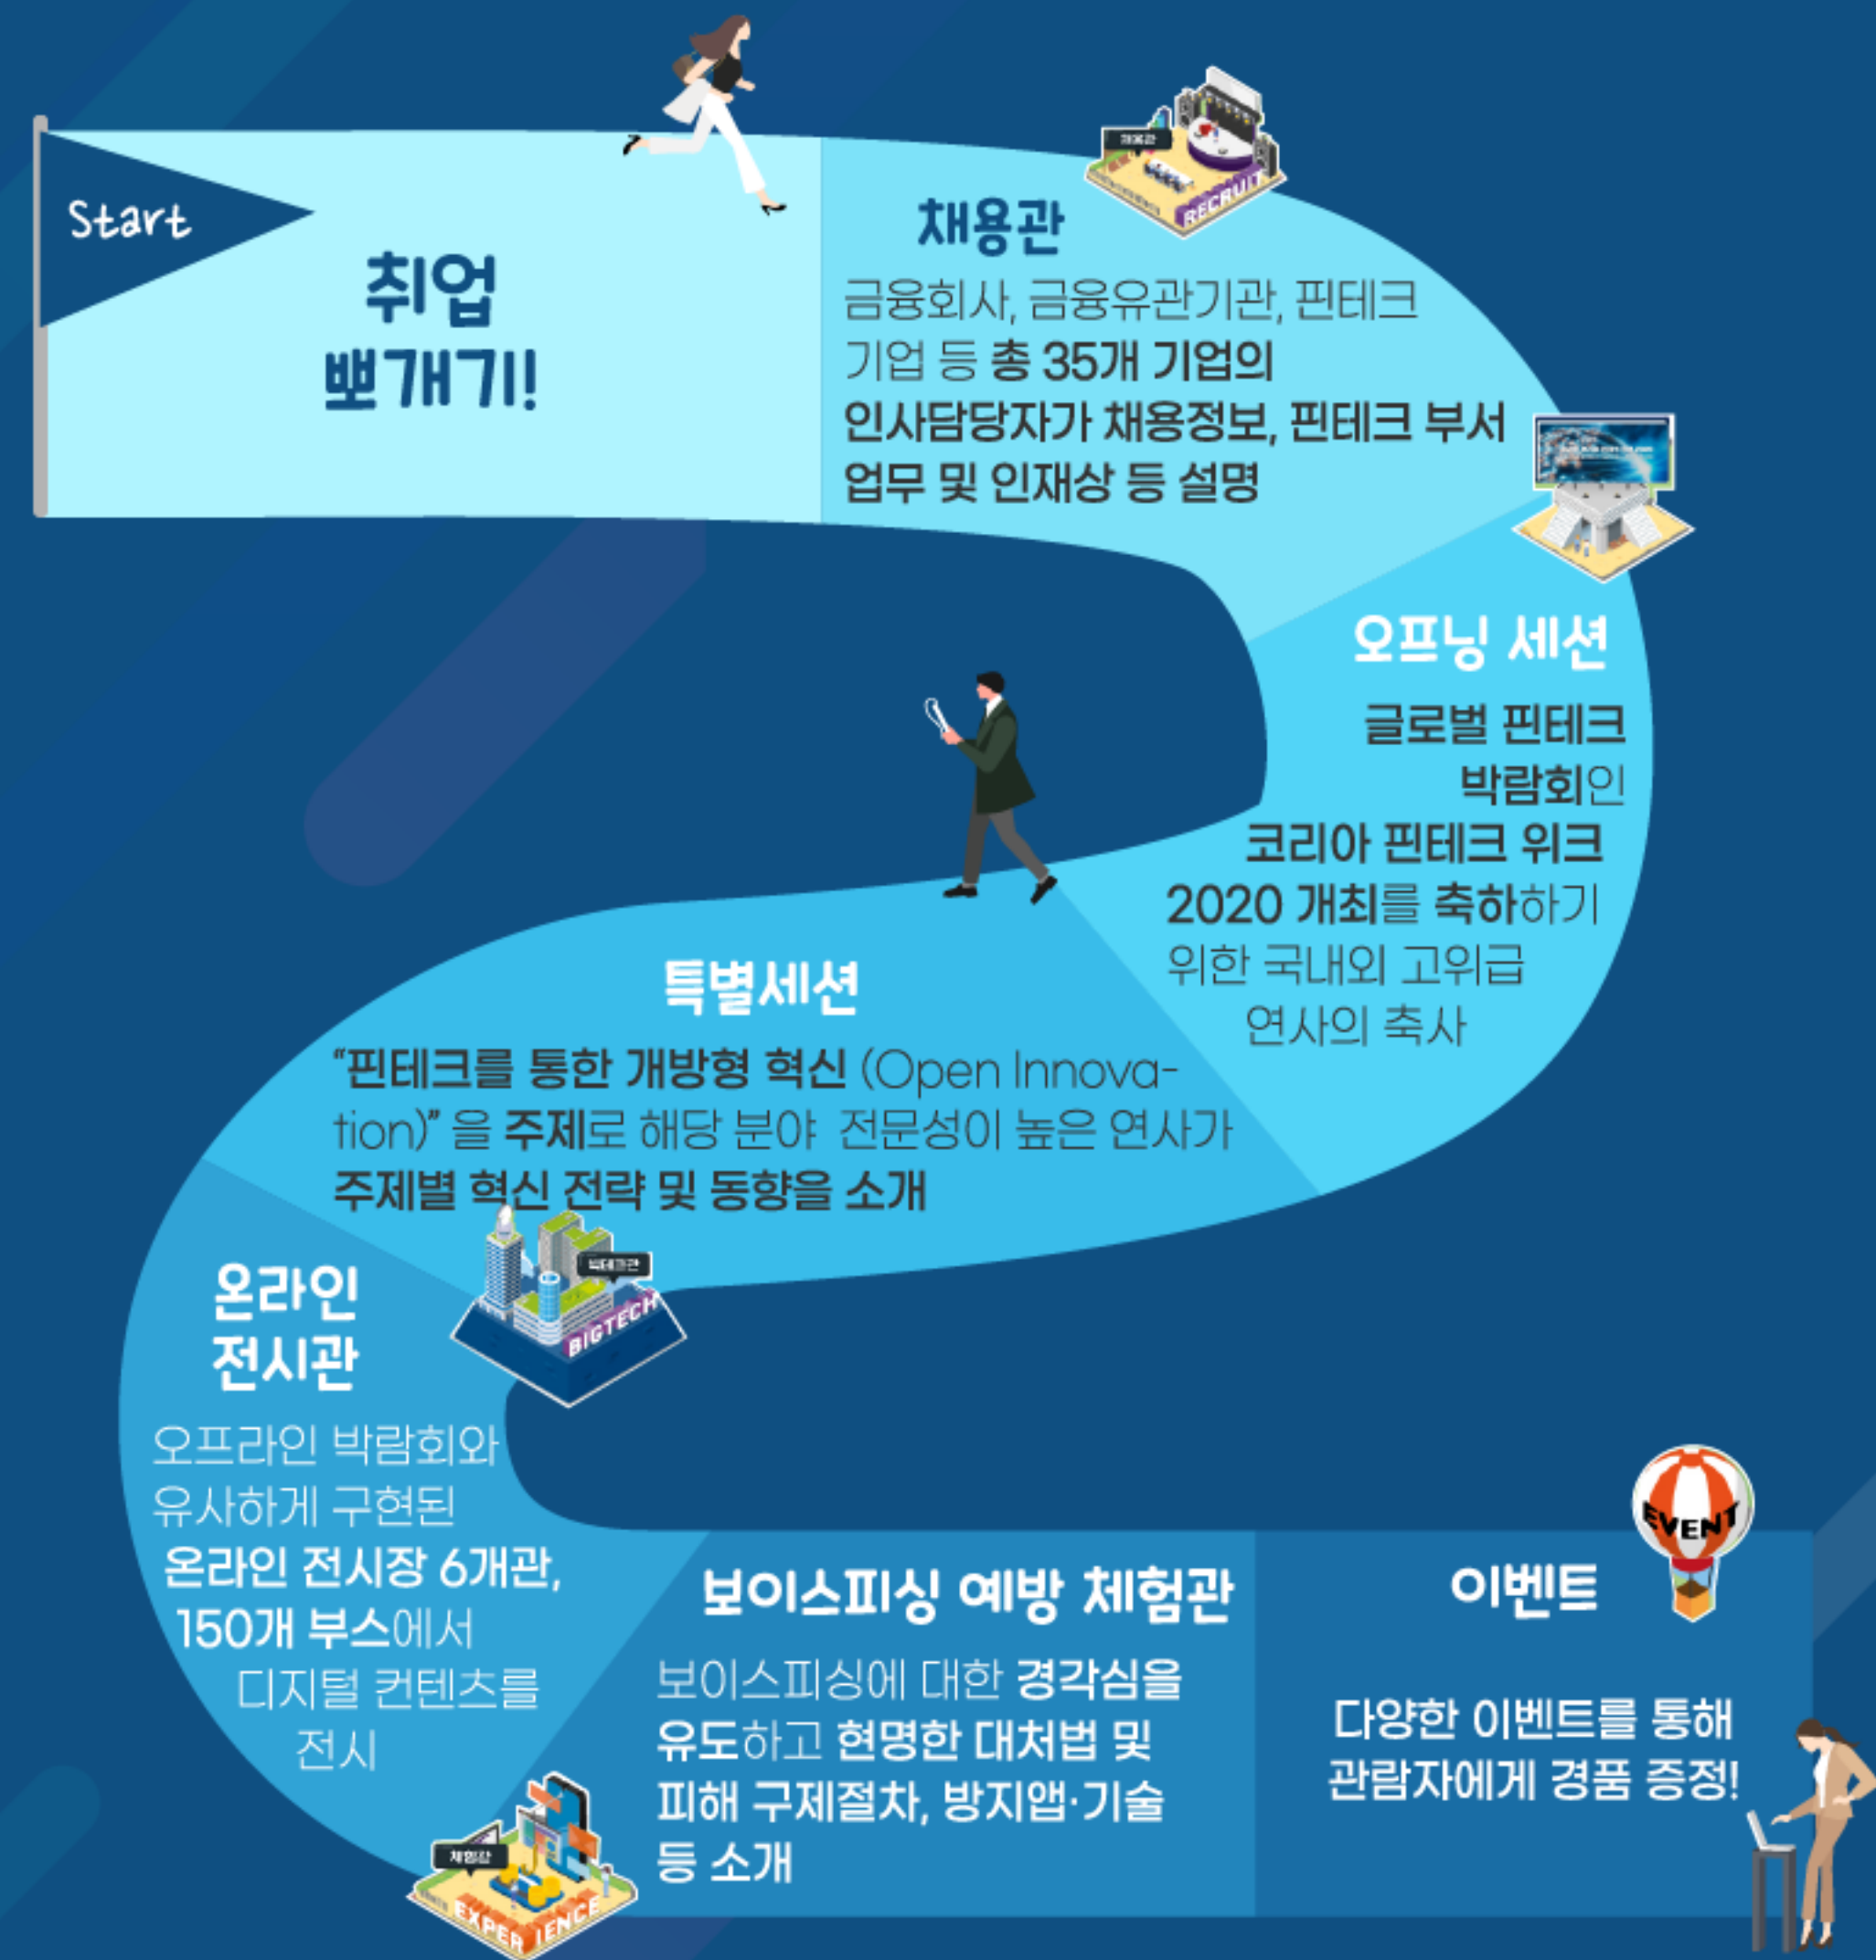 Start
취업
뽀개기!
채용관
RECRUIT
채용관
금융회사, 금융유관기관, 핀테크
기업 등 총 35개 기업의
인사담당자가 채용정보, 핀테크 부서
업무 및 인재상 등 설명
오프닝 세션
글로벌 핀테크
박람회인
코리아 핀테크 위크
2020 개최를 축하하기
위한 국내외 고위급
연사의 축사
특별세션
“핀테크를 통한 개방형 혁신 (Open Innova-
tion)” 을 주제로 해당 분야 전문성이 높은 연사가
주제별 혁신 전략 및 동향을 소개
빅테크관
BIGTECH
온라인
전시관
오프라인 박람회와
유사하게 구현된
온라인 전시장 6개관,
150개 부스에서
디지털 컨텐츠를
전시
체험관
EXPERIENCE
보이스피싱 예방 체험관
보이스피싱에 대한 경각심을
유도하고 현명한 대처법 및
피해 구제절차, 방지앱·기술
등 소개
EVENT
이벤트
다양한 이벤트를 통해
관람자에게 경품 증정!